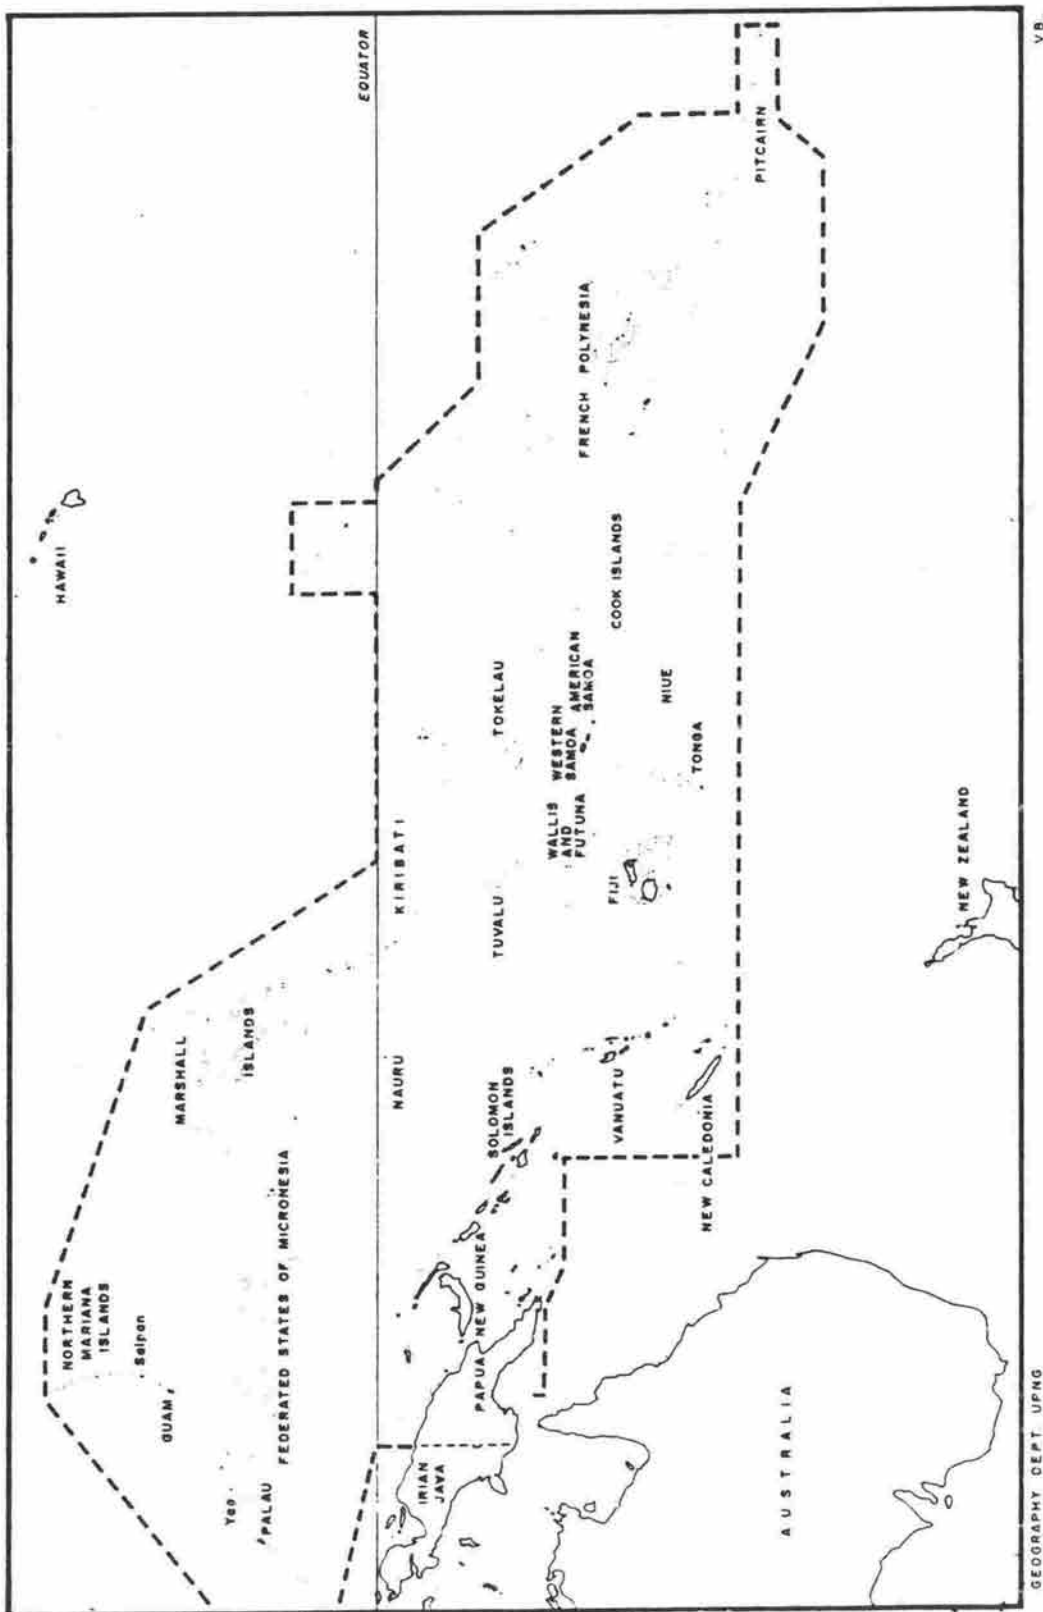 HAWAII
EQUATOR
NORTHERN
MARIANA
ISLANDS
Saipan
GUAM
Yap
PALAU
FEDERATED STATES OF MICRONESIA
MARSHALL
ISLANDS
NAURU
KIRIBATI
IRIAN
JAYA
PAPUA NEW GUINEA
SOLOMON
ISLANDS
TUVALU
TOKELAU
WALLIS
AND
FUTUNA
WESTERN
SAMOA
AMERICAN
SAMOA
VANUATU
FIJI
COOK ISLANDS
FRENCH POLYNESIA
NEW CALEDONIA
TONGA
NIUE
PITCAIRN
AUSTRALIA
NEW ZEALAND
GEOGRAPHY DEPT. UPNG
VB